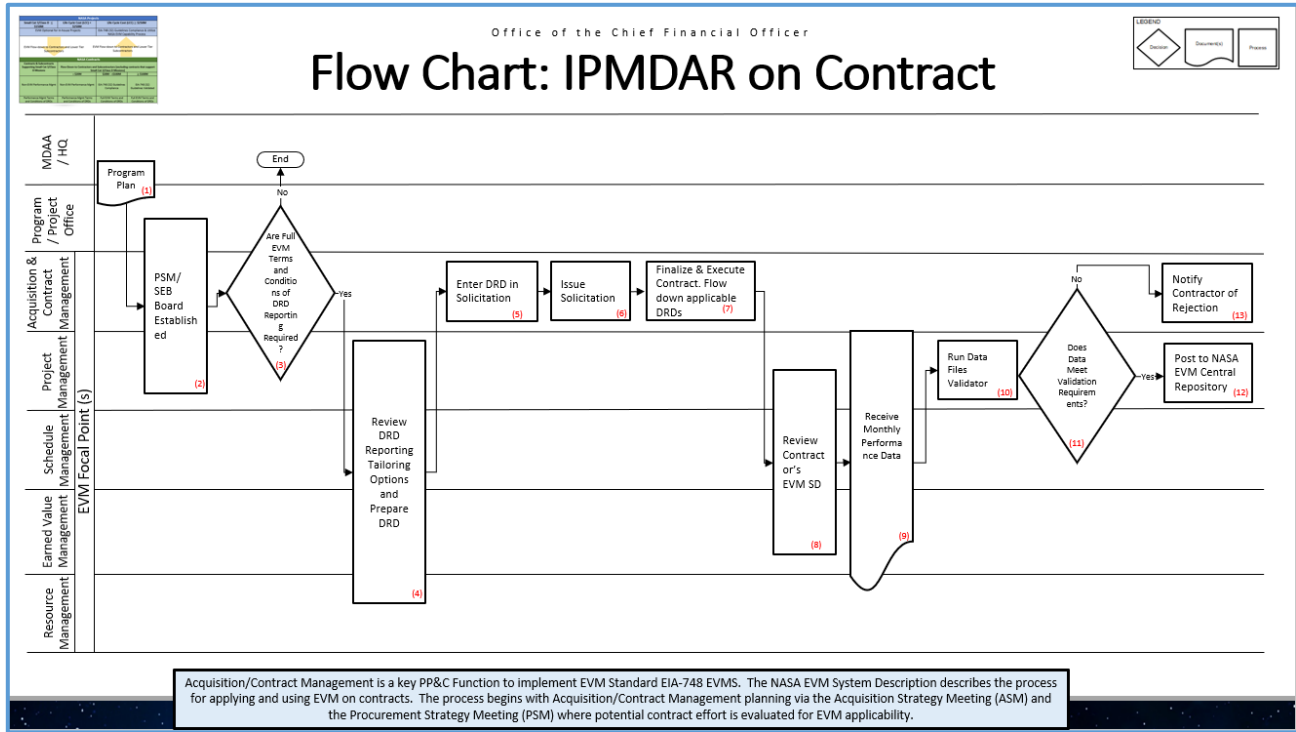 Office of the Chief Financial Officer
Flow Chart: IPMDAR on Contract
LEGEND
Decision
Document(s)
Process
MDAA
/ HQ
Program
/ Project
Office
Acquisition &
Contract
Management
Project
Management
Schedule
Management
Earned Value
Management
Resource
Management
EVM Focal Point (s)
Program
Plan
(1)
PSM/
SEB
Board
Establish
ed
(2)
End
No
Are Full
EVM
Terms
and
Conditio
ns of
DRD
Reportin
g
Required
?
(3)
Yes
Review
DRD
Reporting
Tailoring
Options
and
Prepare
DRD
(4)
Enter DRD in
Solicitation
(5)
Issue
Solicitation
(6)
Finalize & Execute
Contract. Flow
down applicable
DRDs
(7)
Review
Contract
or's
EVM SD
(8)
Receive
Monthly
Performa
nce Data
(9)
Run Data
Files
Validator
(10)
No
Does
Data
Meet
Validation
Requirem
ents?
(11)
Yes
Post to NASA
EVM Central
Repository
(12)
Notify
Contractor of
Rejection
(13)
Acquisition/Contract Management is a key PP&C Function to implement EVM Standard EIA-748 EVMS. The NASA EVM System Description describes the process
for applying and using EVM on contracts. The process begins with Acquisition/Contract Management planning via the Acquisition Strategy Meeting (ASM) and
the Procurement Strategy Meeting (PSM) where potential contract effort is evaluated for EVM applicability.